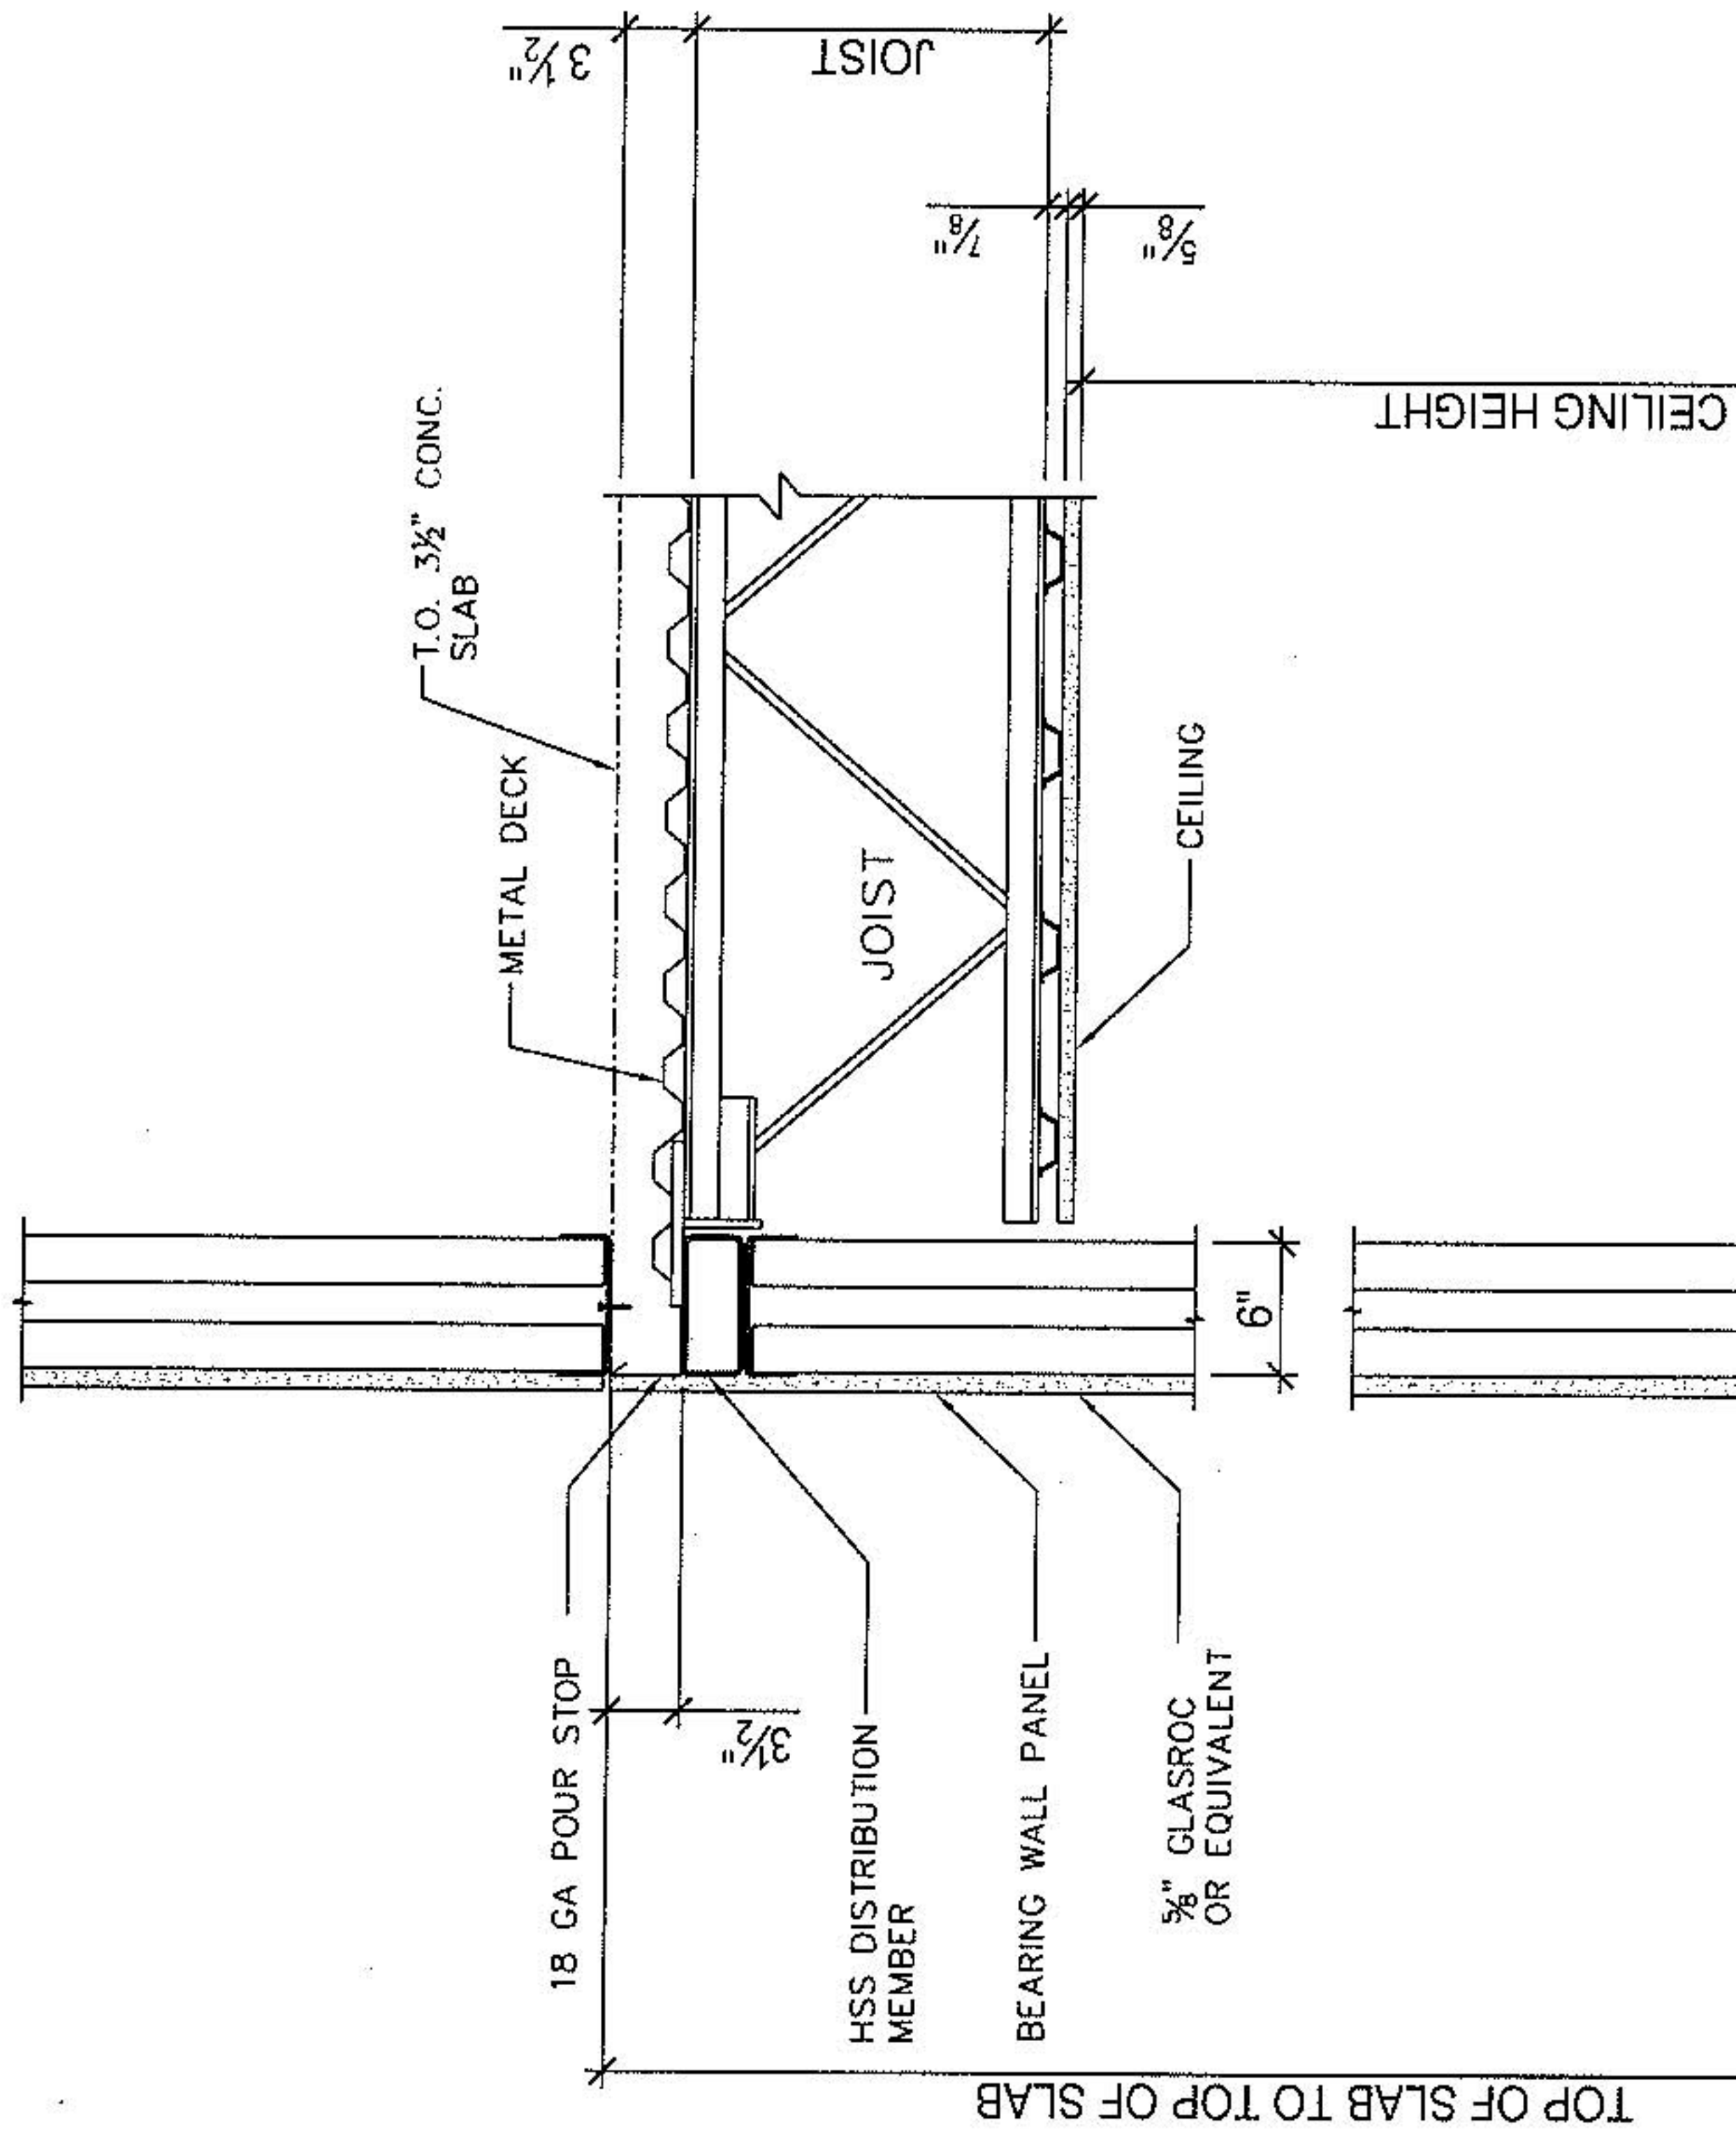 3 1/2"
JOIST
T.O. 3½" CONC.
SLAB
METAL DECK
7/8"
5/8"
CEILING HEIGHT
JOIST
CEILING
6"
18 GA POUR STOP
3½"
HSS DISTRIBUTION
MEMBER
BEARING WALL PANEL
⅝" GLASROC
OR EQUIVALENT
TOP OF SLAB TO TOP OF SLAB